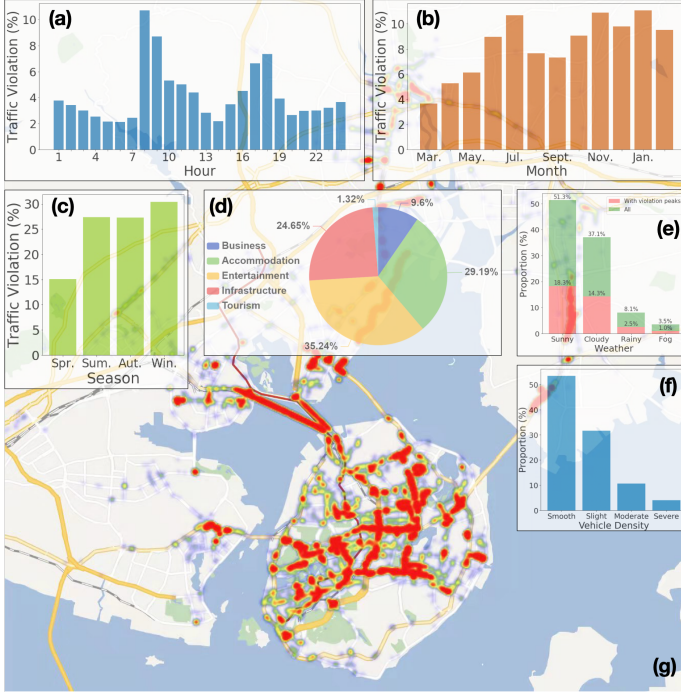 (a)
Traffic Violation (%)
10
8
6
4
2
0
1 4 7 10 13 16 19 22
Hour
(b)
Traffic Violation (%)
10
8
6
4
2
0
Mar. May. Jul. Sept. Nov. Jan.
Month
(c)
Traffic Violation (%)
30
25
20
15
10
5
0
Spr. Sum. Aut. Win.
Season
(d)
1.32%
9.6%
24.65%
29.19%
35.24%
Business
Accommodation
Entertainment
Infrastructure
Tourism
(e)
With violation peaks
All
Proportion (%)
50
40
30
20
10
0
51.3%
18.3%
37.1%
14.3%
8.1%
2.5%
3.5%
1.0%
Sunny Cloudy Rainy Fog
Weather
(f)
Proportion (%)
50
40
30
20
10
0
Smooth Slight Moderate Severe
Vehicle Density
(g)